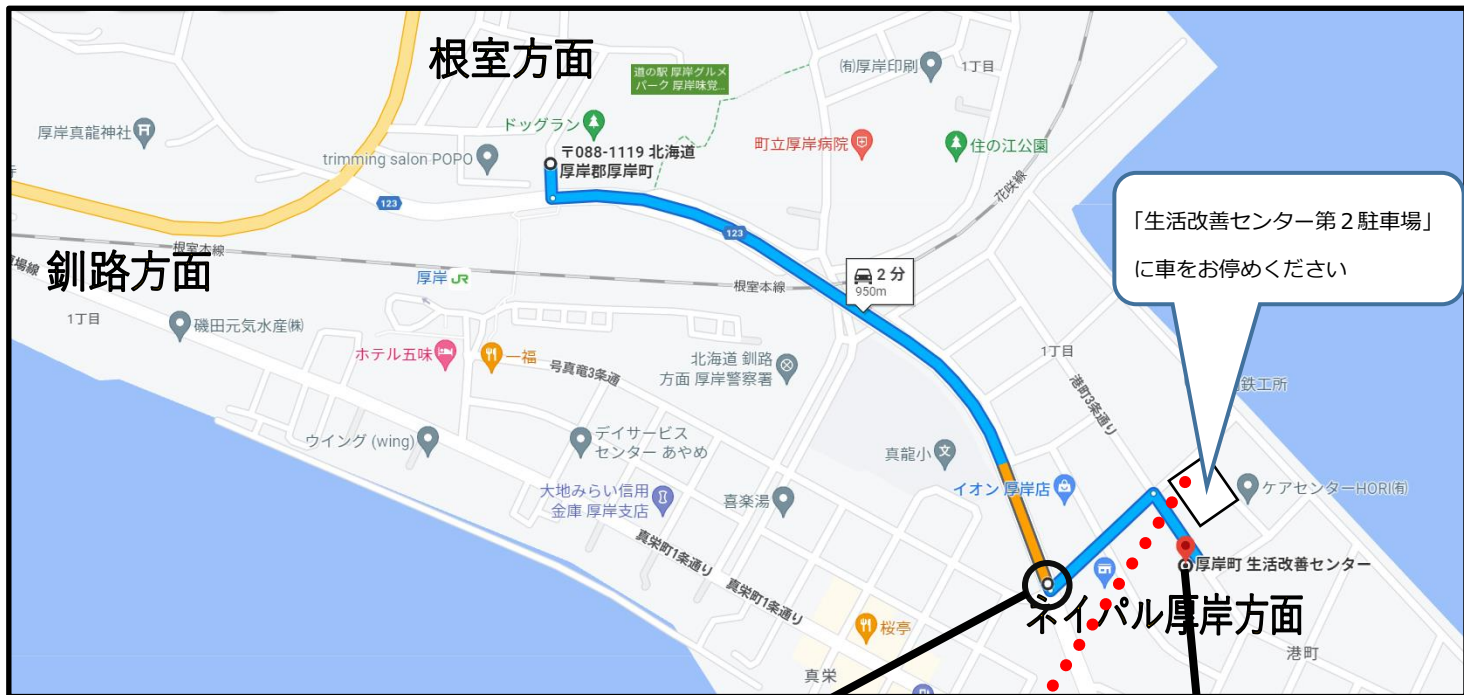 根室方面
道の駅 厚岸グルメ
パーク 厚岸味覚...
(有)厚岸印刷
1丁目
厚岸真龍神社
ドッグラン
町立厚岸病院
住の江公園
trimming salon POPO
〒088-1119 北海道
厚岸郡厚岸町
花咲線
123
123
「生活改善センター第2駐車場」
に車をお停めください
釧路方面
根室本線
場線
厚岸 JR
根室本線
2 分
950m
1丁目
磯田元気水産㈱
ホテル五味
一福
号真竜3条通
北海道 釧路
方面 厚岸警察署
1丁目
港町3条通り
鉄工所
ウイング (wing)
デイサービス
センター あやめ
真龍小
文
イオン 厚岸店
ケアセンターHORI(有)
大地みらい信用
金庫 厚岸支店
喜楽湯
真栄町1条通り
真栄町1条通り
厚岸町 生活改善センター
ネイパル厚岸方面
桜亭
港町
真栄